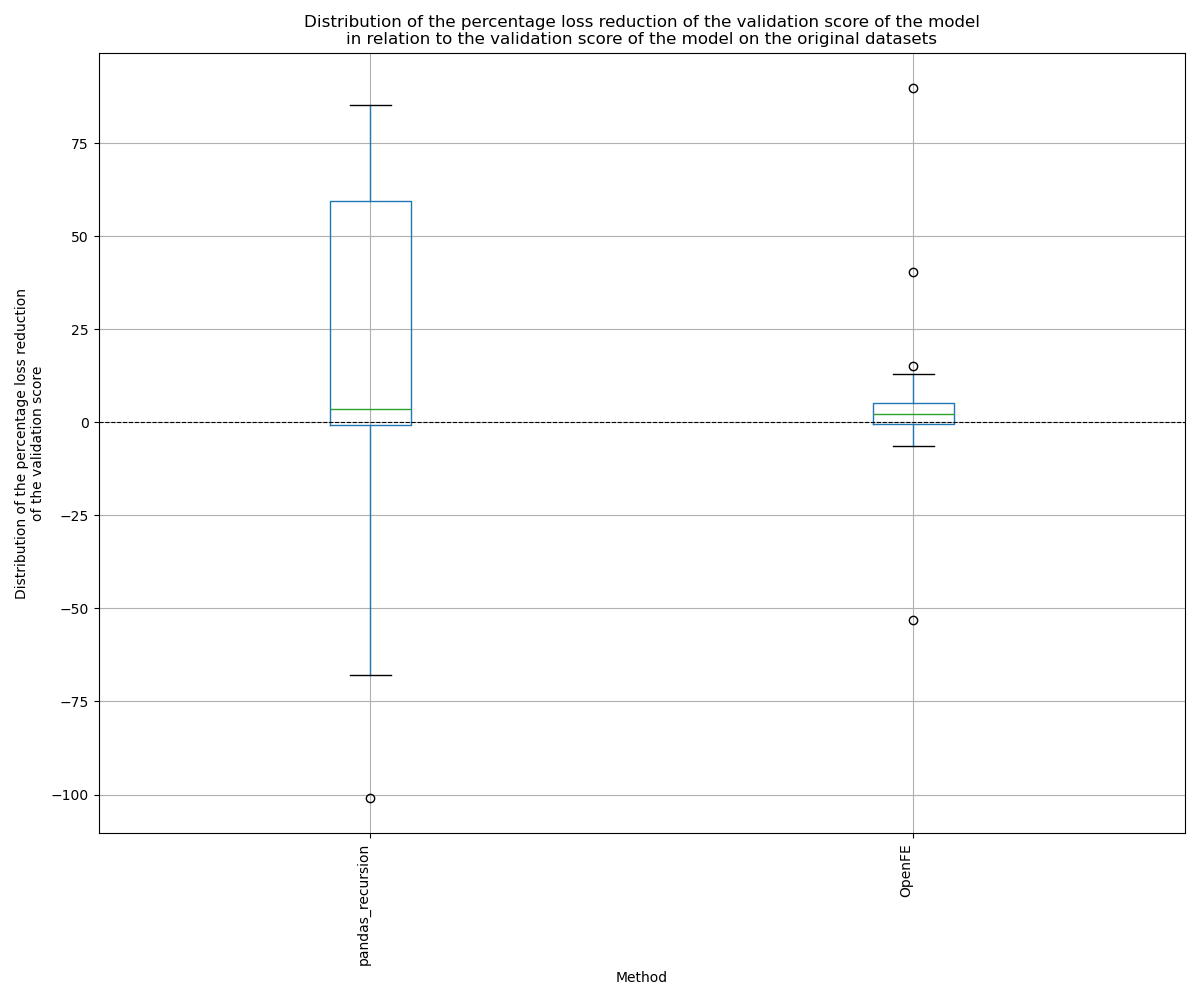 Distribution of the percentage loss reduction of the validation score of the model
in relation to the validation score of the model on the original datasets
Distribution of the percentage loss reduction
of the validation score
75
50
25
0
−25
−50
−75
−100
pandas_recursion
OpenFE
Method